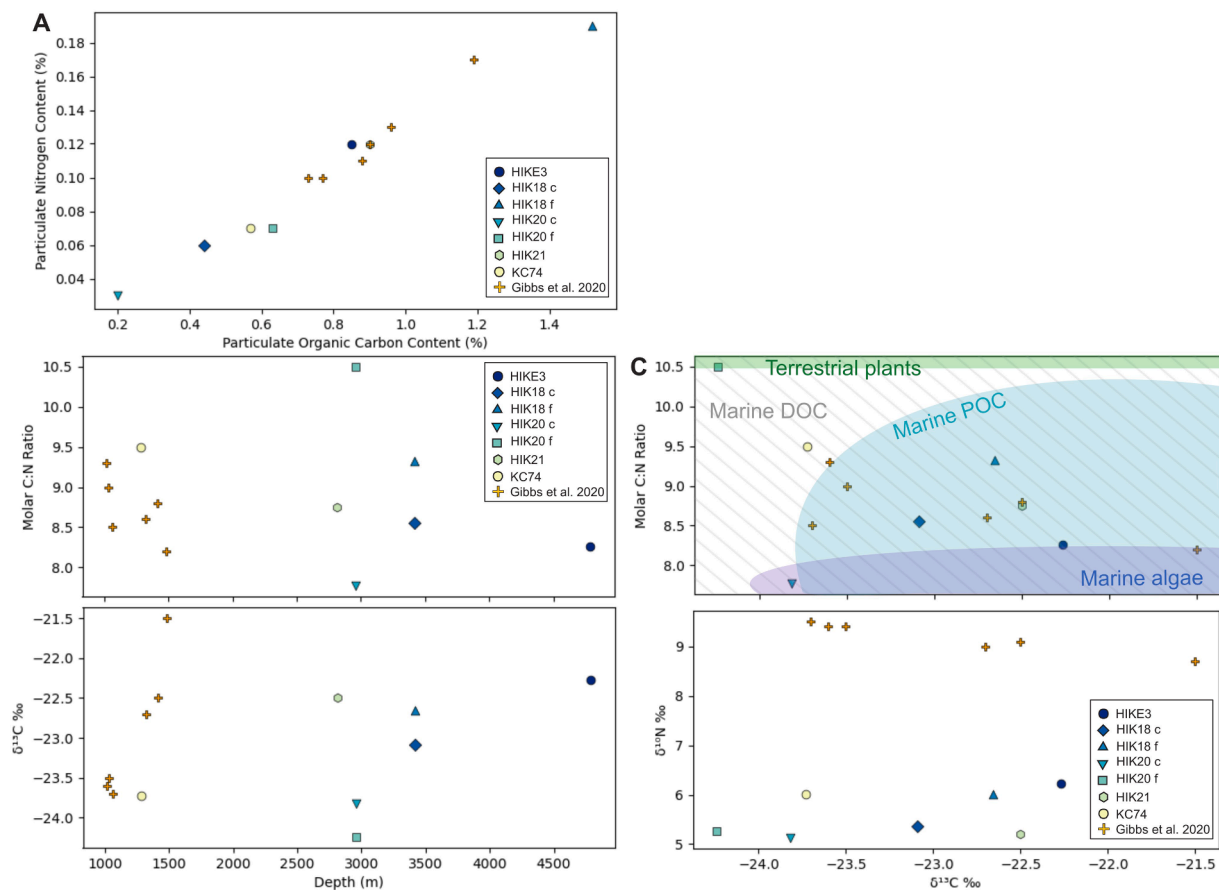 A
Particulate Nitrogen Content (%)
0.18
0.16
0.14
0.12
0.10
0.08
0.06
0.04
HIKE3
HIK18 c
HIK18 f
HIK20 c
HIK20 f
HIK21
KC74
Gibbs et al. 2020
0.2 0.4 0.6 0.8 1.0 1.2 1.4
Particulate Organic Carbon Content (%)
Molar C:N Ratio
10.5
10.0
9.5
9.0
8.5
8.0
HIKE3
HIK18 c
HIK18 f
HIK20 c
HIK20 f
HIK21
KC74
Gibbs et al. 2020
δ¹³C ‰
−21.5
−22.0
−22.5
−23.0
−23.5
−24.0
1000 1500 2000 2500 3000 3500 4000 4500
Depth (m)
C
Molar C:N Ratio
10.5
10.0
9.5
9.0
8.5
8.0
Terrestrial plants
Marine DOC
Marine POC
Marine algae
δ¹⁰N ‰
9
8
7
6
5
HIKE3
HIK18 c
HIK18 f
HIK20 c
HIK20 f
HIK21
KC74
Gibbs et al. 2020
−24.0 −23.5 −23.0 −22.5 −22.0 −21.5
δ¹³C ‰